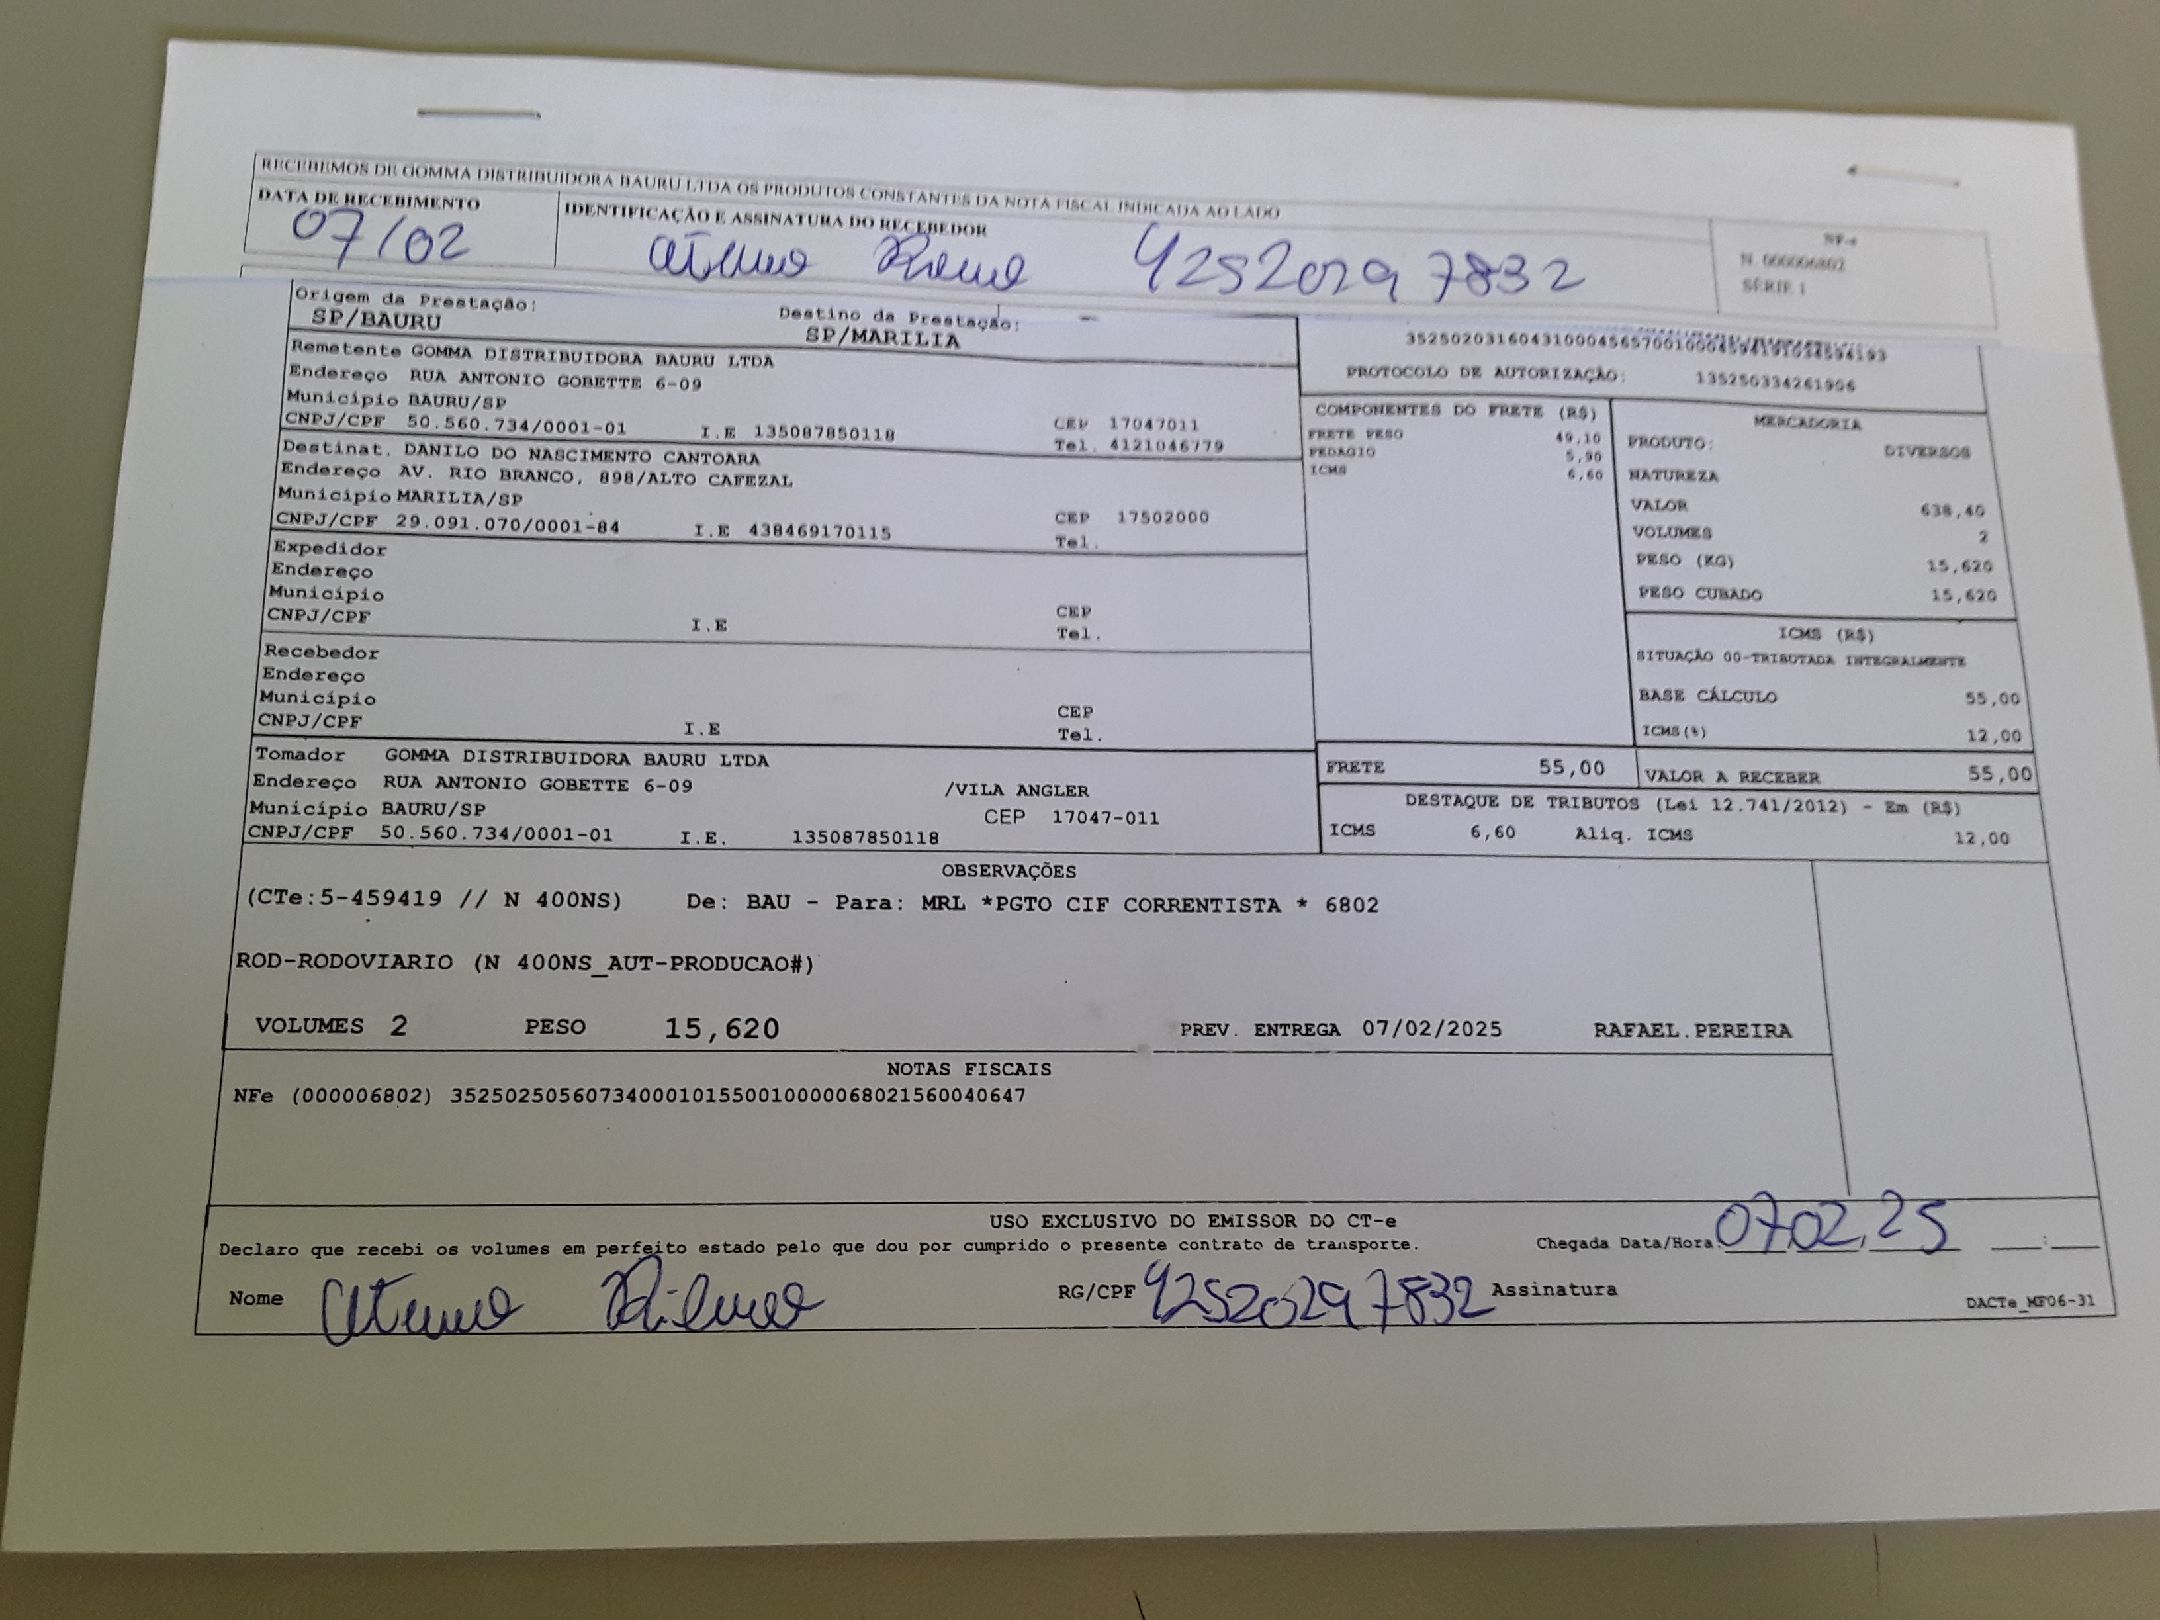 RECEBEMOS DE GOMMA DISTRIBUIDORA BAURU LTDA OS PRODUTOS CONSTANTES DA NOTA FISCAL INDICADA AO LADO
DATA DE RECEBIMENTO
07/02
IDENTIFICAÇÃO E ASSINATURA DO RECEBEDOR
42520297832
NF-e
N. 000006802
SÉRIE 1
Origem da Prestação:
SP/BAURU
Destino da Prestação:
SP/MARILIA
Remetente GOMMA DISTRIBUIDORA BAURU LTDA
Endereço RUA ANTONIO GOBETTE 6-09
Município BAURU/SP
CEP 17047011
CNPJ/CPF 50.560.734/0001-01 I.E 135087850118
Tel. 4121046779
Destinat. DANILO DO NASCIMENTO CANTOARA
Endereço AV. RIO BRANCO, 898/ALTO CAFEZAL
Município MARILIA/SP
CEP 17502000
CNPJ/CPF 29.091.070/0001-84 I.E 438469170115
Tel.
Expedidor
Endereço
Município
CEP
CNPJ/CPF I.E
Tel.
Recebedor
Endereço
Município
CEP
CNPJ/CPF I.E
Tel.
Tomador GOMMA DISTRIBUIDORA BAURU LTDA
Endereço RUA ANTONIO GOBETTE 6-09 /VILA ANGLER
Município BAURU/SP CEP 17047-011
CNPJ/CPF 50.560.734/0001-01 I.E. 135087850118
PROTOCOLO DE AUTORIZAÇÃO: 135250334261906
COMPONENTES DO FRETE (R$)
FRETE PESO 49,10
PEDAGIO 5,90
ICMS 6,60
MERCADORIA
PRODUTO: DIVERSOS
NATUREZA
VALOR 638,40
VOLUMES 2
PESO (KG) 15,620
PESO CUBADO 15,620
ICMS (R$)
SITUAÇÃO 00-TRIBUTADA INTEGRALMENTE
BASE CÁLCULO 55,00
ICMS(%) 12,00
FRETE 55,00
VALOR A RECEBER 55,00
DESTAQUE DE TRIBUTOS (Lei 12.741/2012) - Em (R$)
ICMS 6,60 Aliq. ICMS 12,00
OBSERVAÇÕES
(CTe:5-459419 // N 400NS) De: BAU - Para: MRL *PGTO CIF CORRENTISTA * 6802
ROD-RODOVIARIO (N 400NS_AUT-PRODUCAO#)
VOLUMES 2 PESO 15,620 PREV. ENTREGA 07/02/2025 RAFAEL.PEREIRA
NOTAS FISCAIS
NFe (000006802) 35250250560734000101550010000068021560040647
USO EXCLUSIVO DO EMISSOR DO CT-e
Declaro que recebi os volumes em perfeito estado pelo que dou por cumprido o presente contrato de transporte.
Chegada Data/Hora: 07.02.25
Nome
RG/CPF 42520297832 Assinatura
DACTe_MF06-31